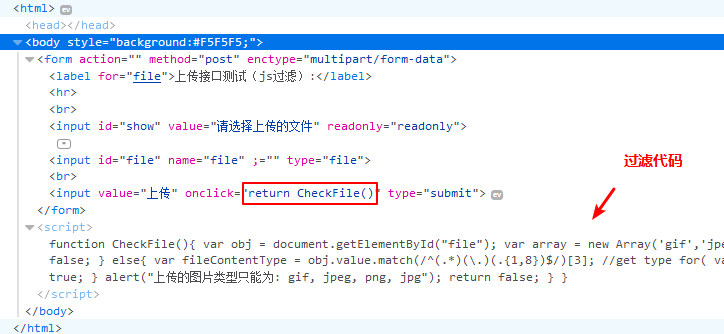 <html> ev
<head></head>
<body style="background:#F5F5F5;">
<form action="" method="post" enctype="multipart/form-data">
<label for="file">上传接口测试（js过滤）:</label>
<hr>
<br>
<input id="show" value="请选择上传的文件" readonly="readonly">
<input id="file" name="file" ;="" type="file">
过滤代码
<br>
<input value="上传" onclick="return CheckFile()" type="submit"> ev
</form>
<script>
function CheckFile(){ var obj = document.getElementById("file"); var array = new Array('gif','jpe
false; } else{ var fileContentType = obj.value.match(/^(.*)(\.)(.{1,8})$/)[3]; //get type for( va
true; } alert("上传的图片类型只能为: gif, jpeg, png, jpg"); return false; } }
</script>
</body>
</html>